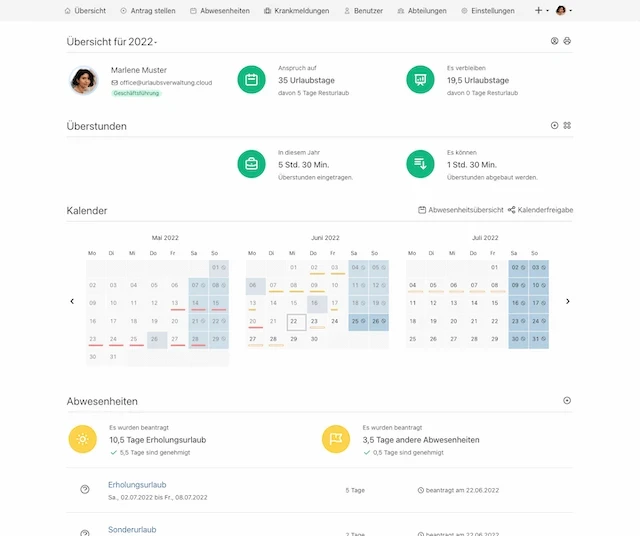 Übersicht Antrag stellen Abwesenheiten Krankmeldungen Benutzer Abteilungen Einstellungen
Übersicht für 2022
Marlene Muster
office@urlaubsverwaltung.cloud
Geschäftsführung
Anspruch auf
35 Urlaubstage
davon 5 Tage Resturlaub
Es verbleiben
19,5 Urlaubstage
davon 0 Tage Resturlaub
Überstunden
In diesem Jahr
5 Std. 30 Min.
Überstunden eingetragen.
Es können
1 Std. 30 Min.
Überstunden abgebaut werden.
Kalender
Abwesenheitsübersicht Kalenderfreigabe
Mai 2022
Mo Di Mi Do Fr Sa So
01
02 03 04 05 06 07 08
09 10 11 12 13 14 15
16 17 18 19 20 21 22
23 24 25 26 27 28 29
30 31
Juni 2022
Mo Di Mi Do Fr Sa So
01 02 03 04 05
06 07 08 09 10 11 12
13 14 15 16 17 18 19
20 21 22 23 24 25 26
27 28 29 30
Juli 2022
Mo Di Mi Do Fr Sa So
01 02 03
04 05 06 07 08 09 10
11 12 13 14 15 16 17
18 19 20 21 22 23 24
25 26 27 28 29 30 31
Abwesenheiten
Es wurden beantragt
10,5 Tage Erholungsurlaub
5,5 Tage sind genehmigt
Es wurden beantragt
3,5 Tage andere Abwesenheiten
0,5 Tage sind genehmigt
Erholungsurlaub
Sa., 02.07.2022 bis Fr., 08.07.2022
5 Tage
beantragt am 22.06.2022
Sonderurlaub
2 Tage
beantragt am 22.06.2022